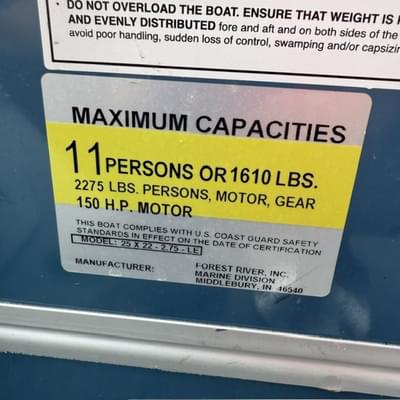 • DO NOT OVERLOAD THE BOAT. ENSURE THAT WEIGHT IS
AND EVENLY DISTRIBUTED fore and aft and on both sides of the
avoid poor handling, sudden loss of control, swamping and/or
MAXIMUM CAPACITIES
11 PERSONS OR 1610 LBS.
2275 LBS. PERSONS, MOTOR, GEAR
150 H.P. MOTOR
THIS BOAT COMPLIES WITH U.S. COAST GUARD SAFETY
STANDARDS IN EFFECT ON THE DATE OF CERTIFICATION
MODEL: 25 X 22 - 2.75 - LE
MANUFACTURER: FOREST RIVER, INC.
MARINE DIVISION
MIDDLEBURY, IN 46540